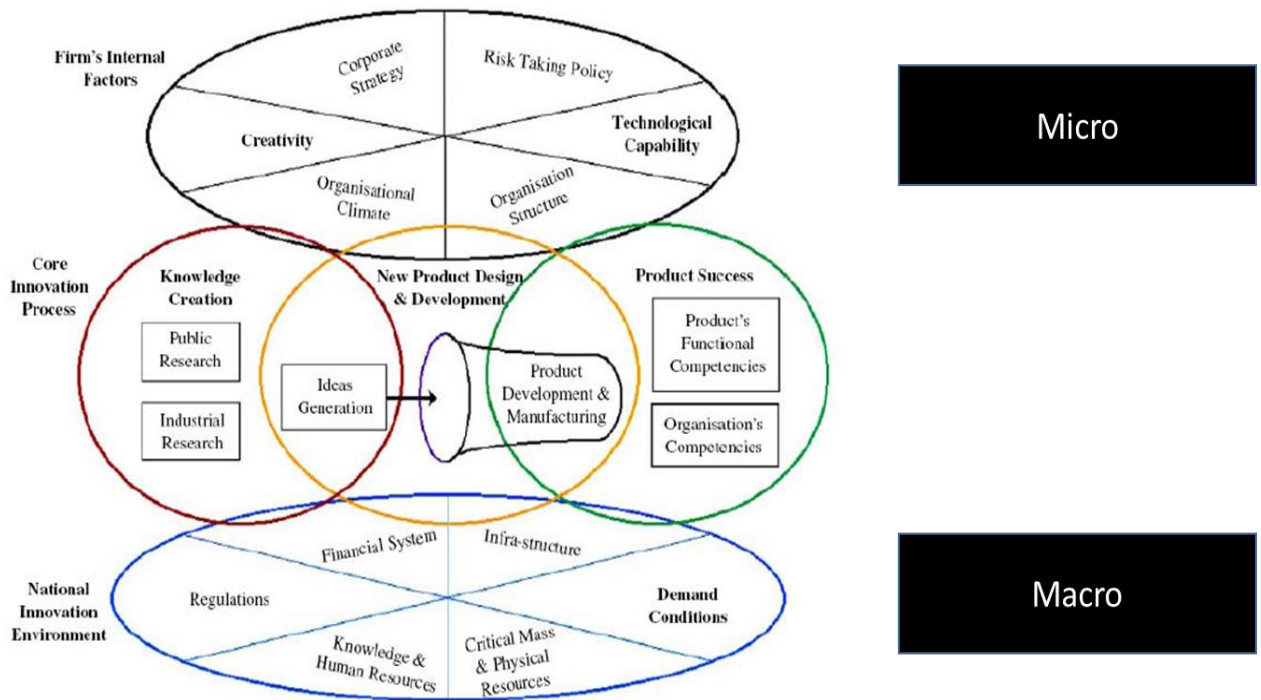 Firm's Internal
Factors
Corporate
Strategy
Risk Taking Policy
Creativity
Technological
Capability
Organisational
Climate
Organisation
Structure
Micro
Core
Innovation
Process
Knowledge
Creation
Public
Research
Industrial
Research
New Product Design
& Development
Ideas
Generation
Product
Development &
Manufacturing
Product Success
Product's
Functional
Competencies
Organisation's
Competencies
National
Innovation
Environment
Financial System
Infra-structure
Regulations
Demand
Conditions
Knowledge &
Human Resources
Critical Mass
& Physical
Resources
Macro